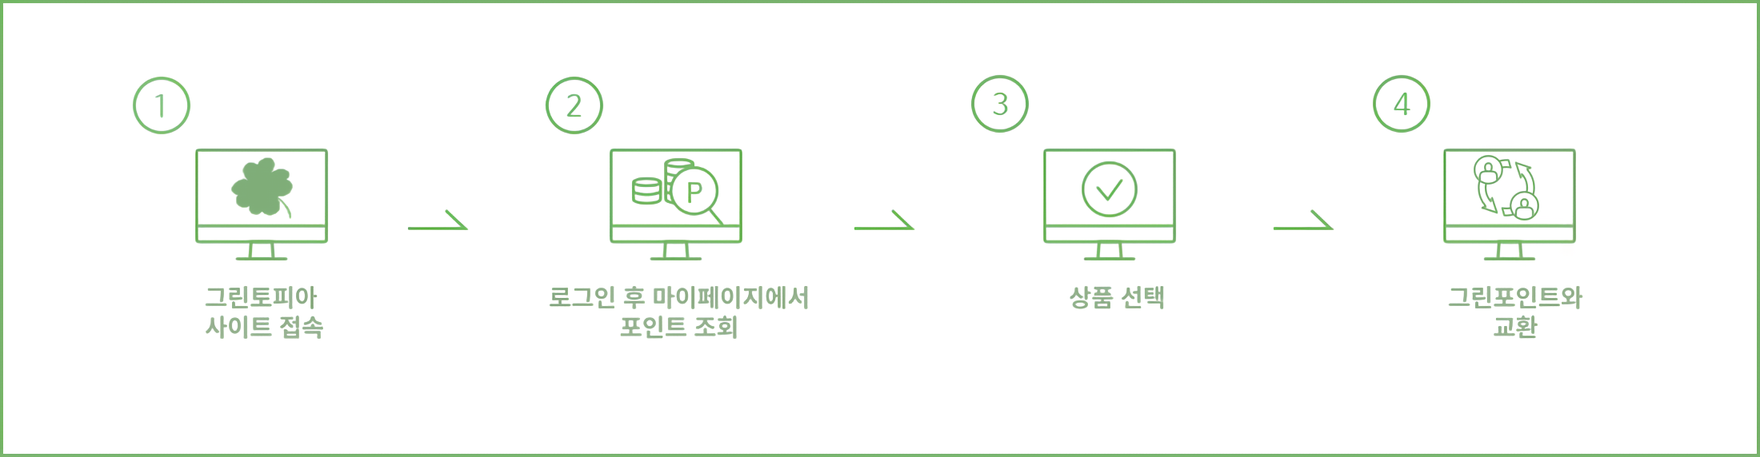 1
그린토피아
사이트 접속
2
P
로그인 후 마이페이지에서
포인트 조회
3
상품 선택
4
그린포인트와
교환